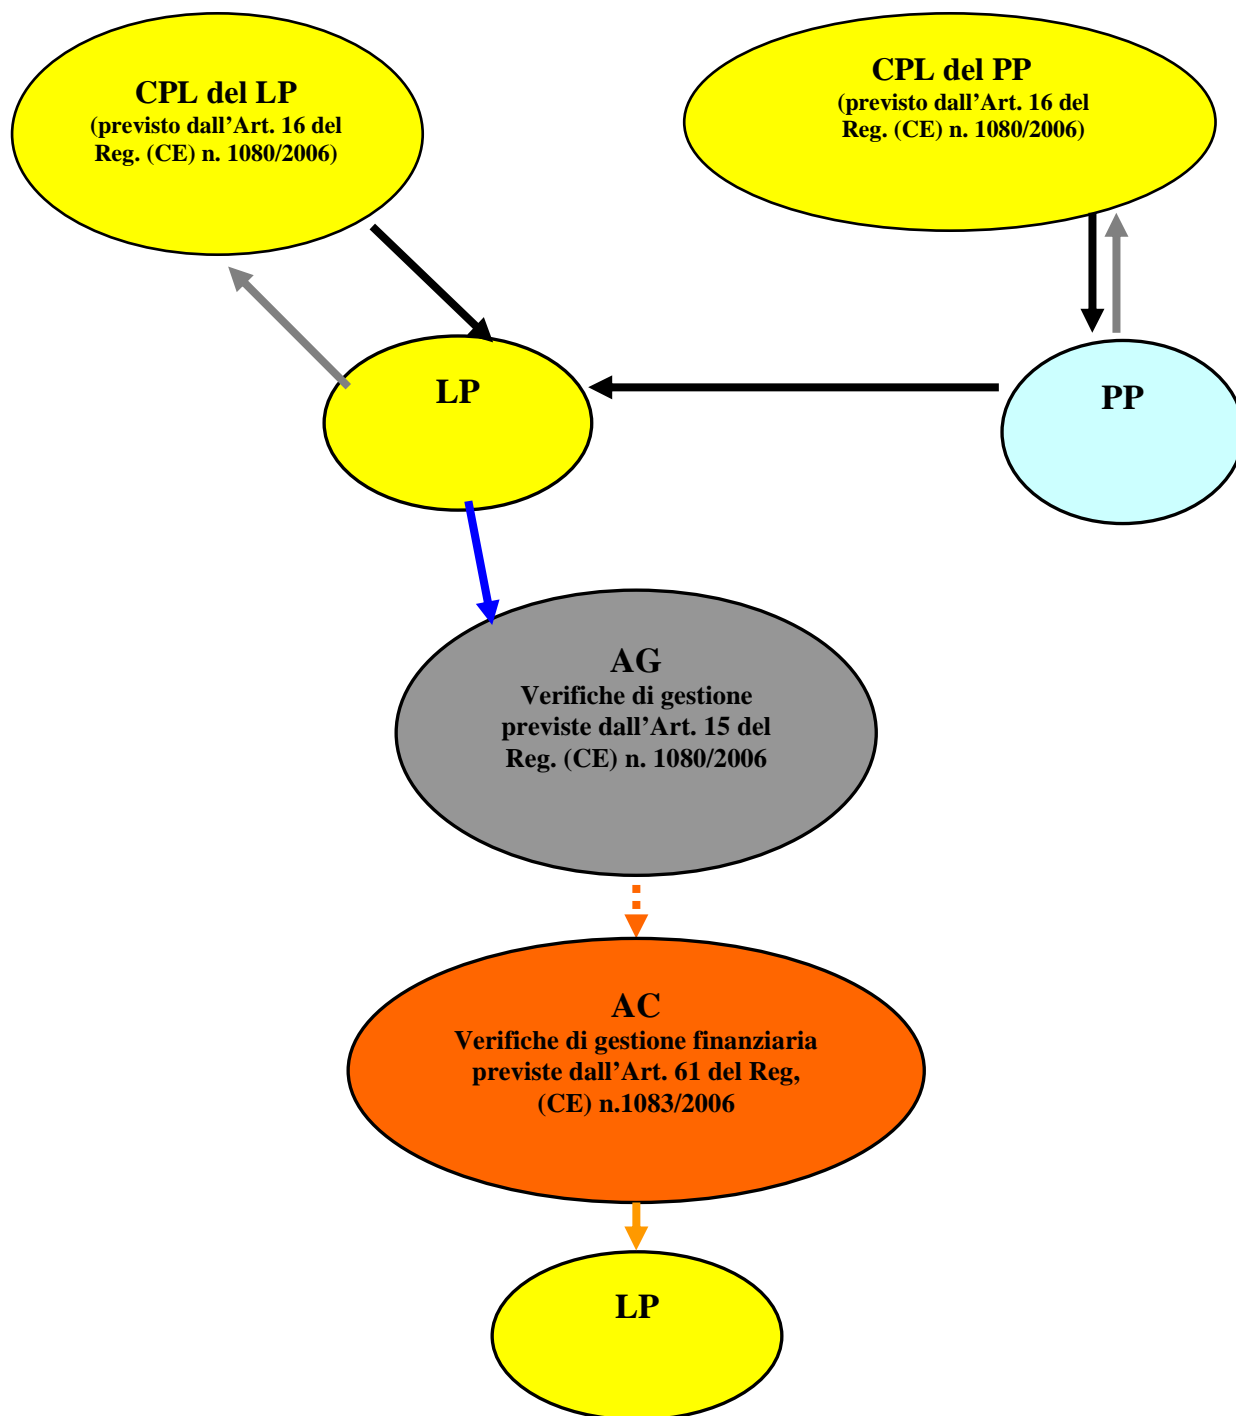 CPL del LP
(previsto dall’Art. 16 del
Reg. (CE) n. 1080/2006)
CPL del PP
(previsto dall’Art. 16 del
Reg. (CE) n. 1080/2006)
LP
PP
AG
Verifiche di gestione
previste dall’Art. 15 del
Reg. (CE) n. 1080/2006
AC
Verifiche di gestione finanziaria
previste dall’Art. 61 del Reg,
(CE) n.1083/2006
LP